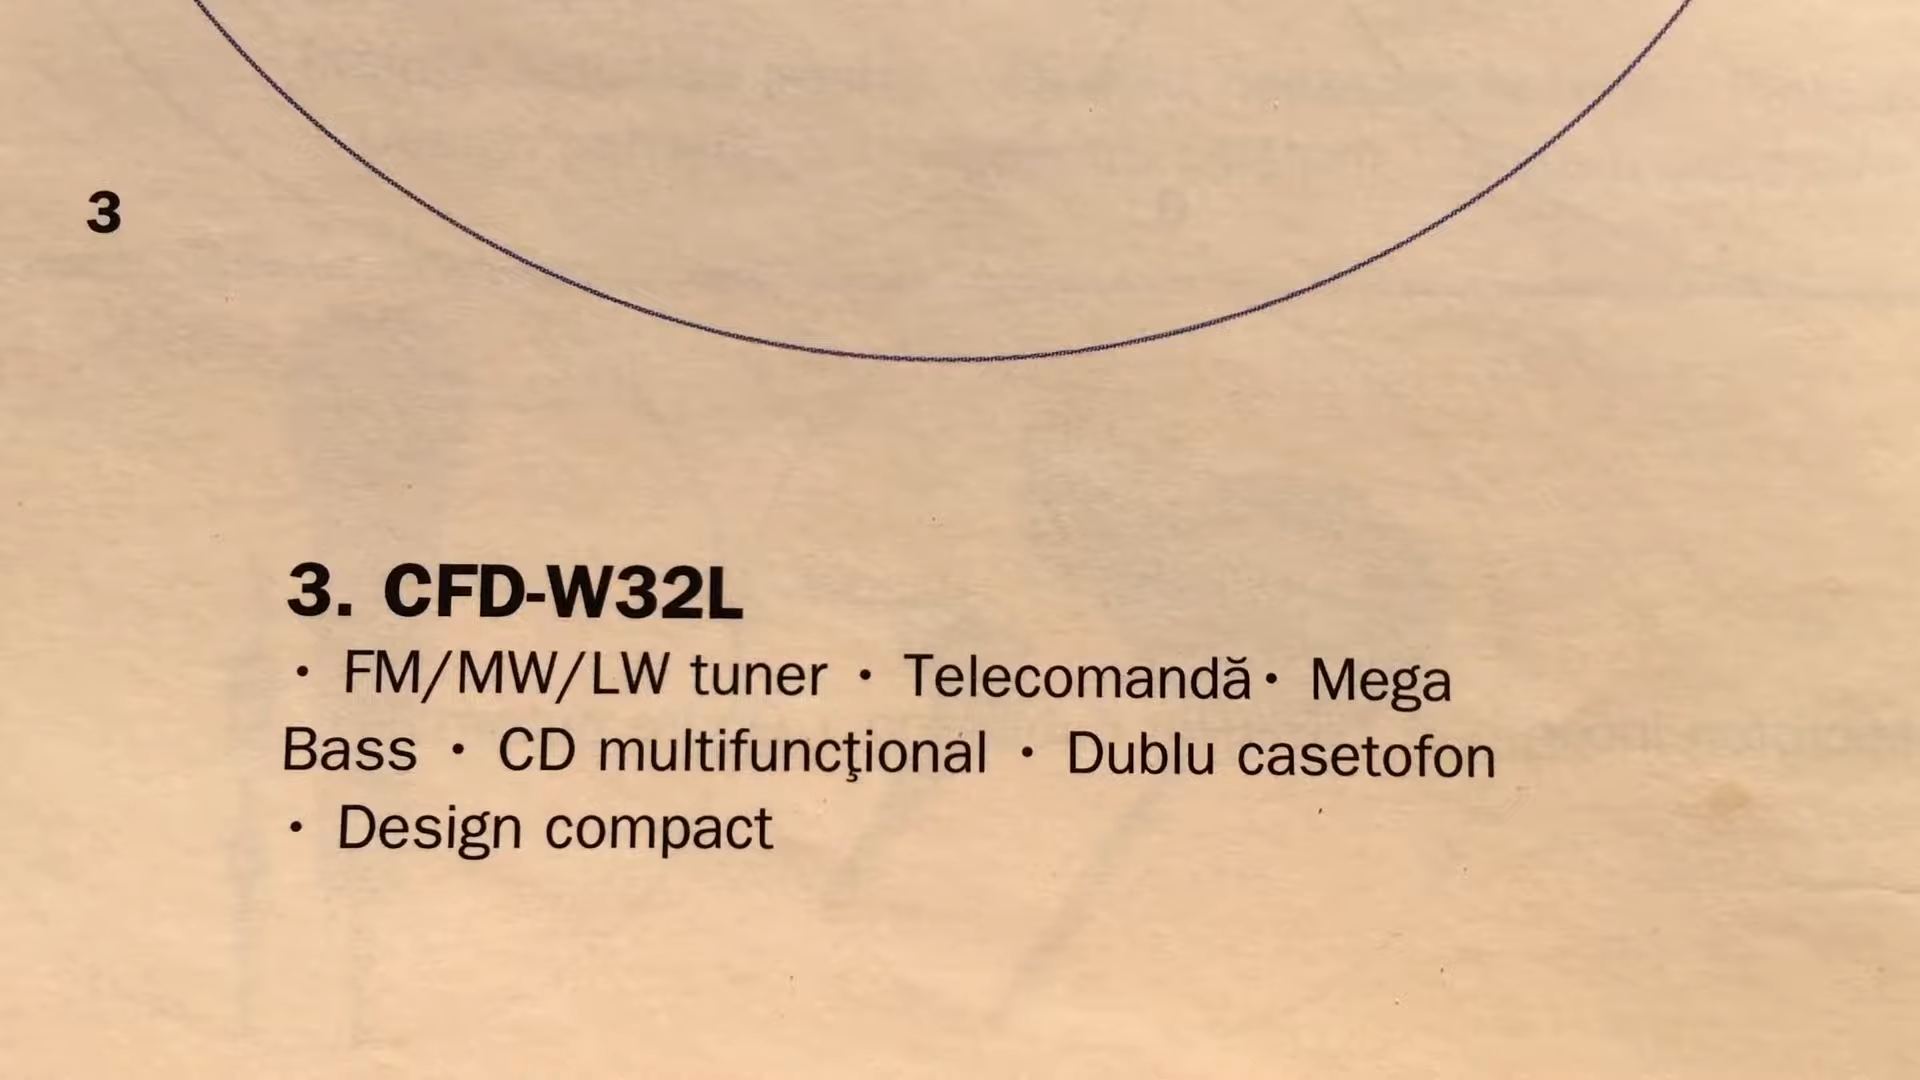 3
3. CFD-W32L
· FM/MW/LW tuner · Telecomandă· Mega
Bass · CD multifuncţional · Dublu casetofon
· Design compact